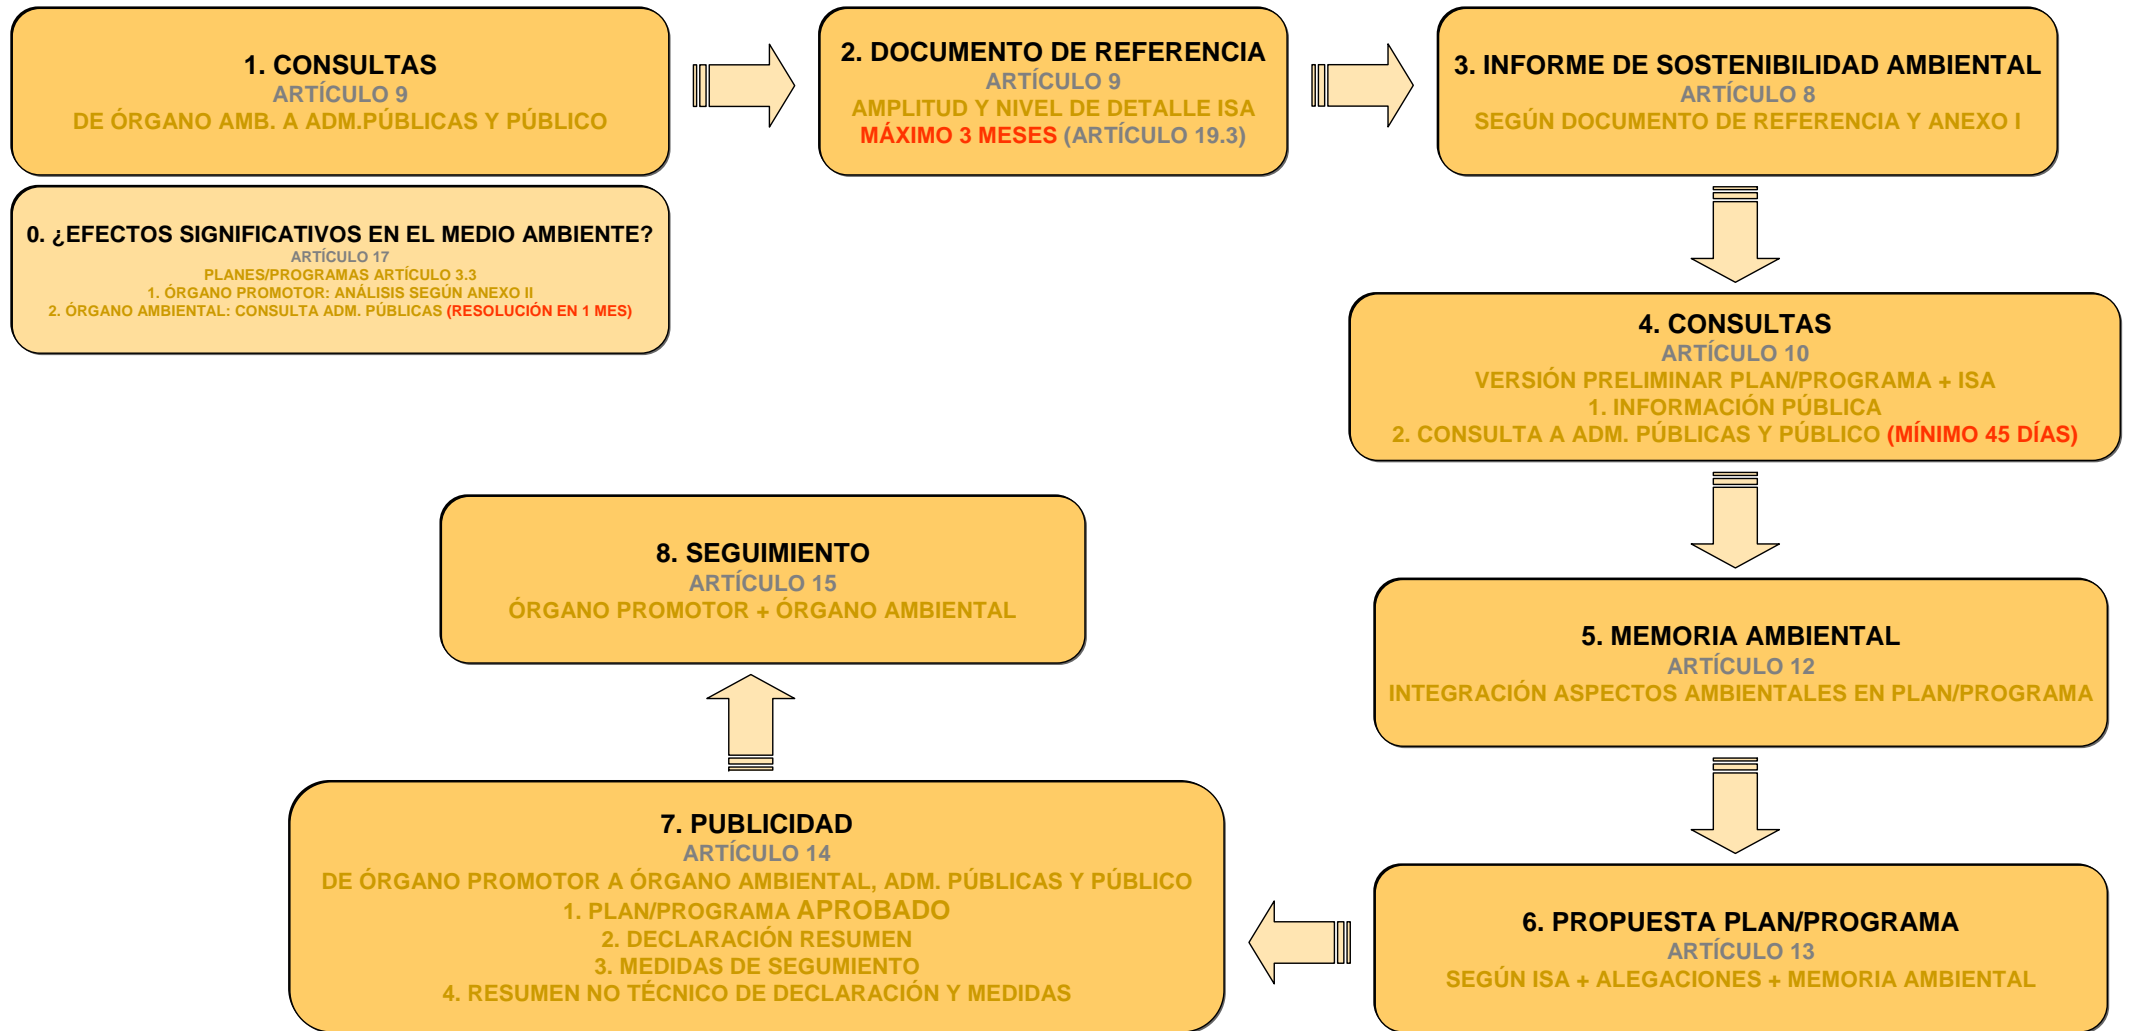 1. CONSULTAS
ARTÍCULO 9
DE ÓRGANO AMB. A ADM.PÚBLICAS Y PÚBLICO
0. ¿EFECTOS SIGNIFICATIVOS EN EL MEDIO AMBIENTE?
ARTÍCULO 17
PLANES/PROGRAMAS ARTÍCULO 3.3
1. ÓRGANO PROMOTOR: ANÁLISIS SEGÚN ANEXO II
2. ÓRGANO AMBIENTAL: CONSULTA ADM. PÚBLICAS (RESOLUCIÓN EN 1 MES)
2. DOCUMENTO DE REFERENCIA
ARTÍCULO 9
AMPLITUD Y NIVEL DE DETALLE ISA
MÁXIMO 3 MESES (ARTÍCULO 19.3)
3. INFORME DE SOSTENIBILIDAD AMBIENTAL
ARTÍCULO 8
SEGÚN DOCUMENTO DE REFERENCIA Y ANEXO I
4. CONSULTAS
ARTÍCULO 10
VERSIÓN PRELIMINAR PLAN/PROGRAMA + ISA
1. INFORMACIÓN PÚBLICA
2. CONSULTA A ADM. PÚBLICAS Y PÚBLICO (MÍNIMO 45 DÍAS)
5. MEMORIA AMBIENTAL
ARTÍCULO 12
INTEGRACIÓN ASPECTOS AMBIENTALES EN PLAN/PROGRAMA
6. PROPUESTA PLAN/PROGRAMA
ARTÍCULO 13
SEGÚN ISA + ALEGACIONES + MEMORIA AMBIENTAL
7. PUBLICIDAD
ARTÍCULO 14
DE ÓRGANO PROMOTOR A ÓRGANO AMBIENTAL, ADM. PÚBLICAS Y PÚBLICO
1. PLAN/PROGRAMA APROBADO
2. DECLARACIÓN RESUMEN
3. MEDIDAS DE SEGUMIENTO
4. RESUMEN NO TÉCNICO DE DECLARACIÓN Y MEDIDAS
8. SEGUIMIENTO
ARTÍCULO 15
ÓRGANO PROMOTOR + ÓRGANO AMBIENTAL